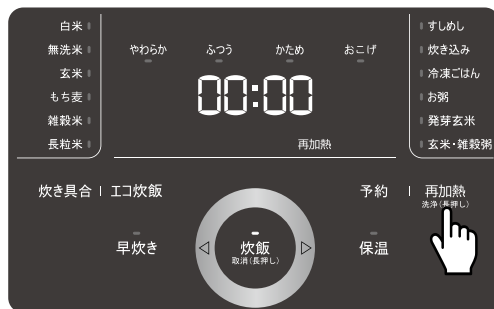 白米
無洗米
玄米
もち麦
雑穀米
長粒米
やわらか ふつう かため おこげ
00:00
再加熱
すしめし
炊き込み
冷凍ごはん
お粥
発芽玄米
玄米・雑穀粥
炊き具合 エコ炊飯
予約 再加熱
洗浄(長押し)
早炊き 炊飯 保温
取消(長押し)